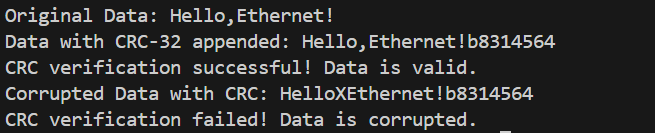 Original Data: Hello,Ethernet!
Data with CRC-32 appended: Hello,Ethernet!b8314564
CRC verification successful! Data is valid.
Corrupted Data with CRC: HelloXEthernet!b8314564
CRC verification failed! Data is corrupted.